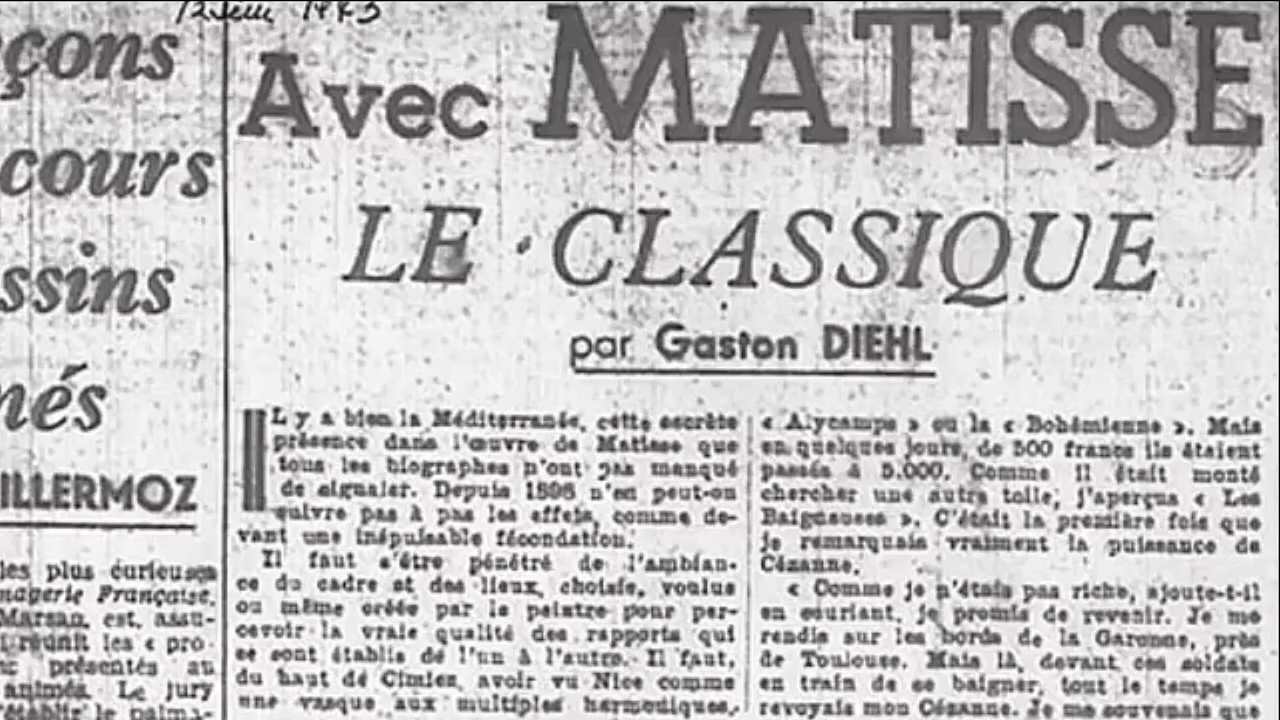 1943
çons
cours
ssins
nés
ILLERMOZ
les plus curieuses
nagerie Française,
Marsan, est, assu-
réunit les « pro-
présentés au
animés. Le jury
établir le palma-
Avec MATISSE
LE CLASSIQUE
par Gaston DIEHL
IL y a bien la Méditerranée, cette secrète
présence dans l'œuvre de Matisse que
tous les biographes n'ont pas manqué
de signaler. Depuis 1898 n'en peut-on
suivre pas à pas les effets, comme de-
vant une inépuisable fécondation.
Il faut s'être pénétré de l'ambian-
ce du cadre et des lieux, choisis, voulus
ou même créés par le peintre pour per-
cevoir la vraie qualité des rapports qui
se sont établis de l'un à l'autre. Il faut,
du haut de Cimiez, avoir vu Nice comme
une vasque aux multiples harmoniques,
« Alycamps » ou la « Bohémienne ». Mais
en quelques jours, de 500 francs ils étaient
passés à 5.000. Comme il était monté
chercher une autre toile, j'aperçus « Les
Baigneuses ». C'était la première fois que
je remarquais vraiment la puissance de
Cézanne.
« Comme je n'étais pas riche, ajoute-t-il
en souriant, je promis de revenir. Je me
rendis sur les bords de la Garonne, près
de Toulouse. Mais là, devant ces soldats
en train de se baigner, tout le temps je
revoyais mon Cézanne. Je me souvenais que